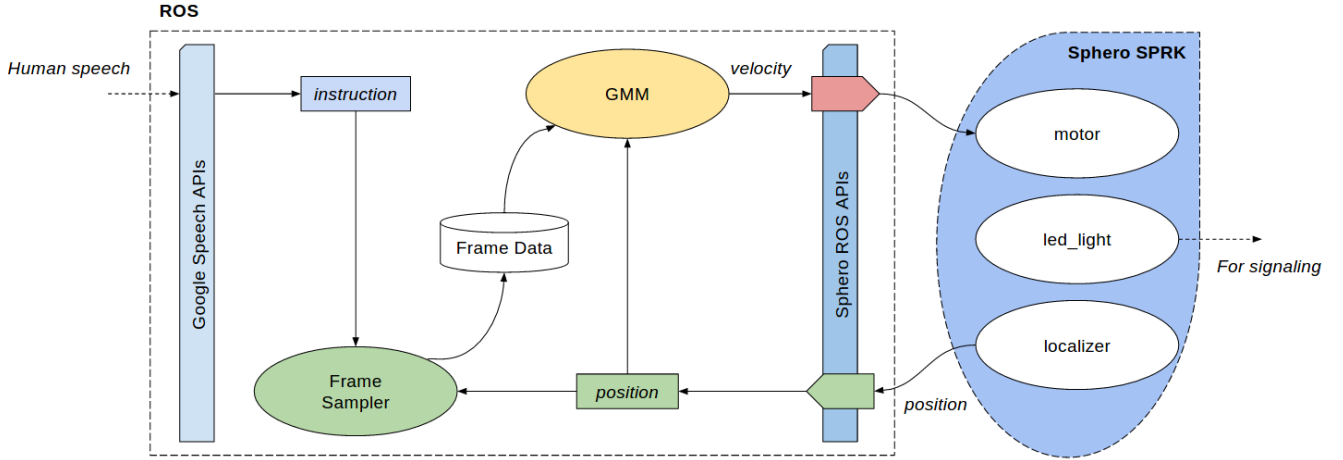 ROS
Human speech
Google Speech APIs
instruction
GMM
velocity
Frame Data
Frame
Sampler
position
Sphero ROS APIs
position
Sphero SPRK
motor
led_light
For signaling
localizer